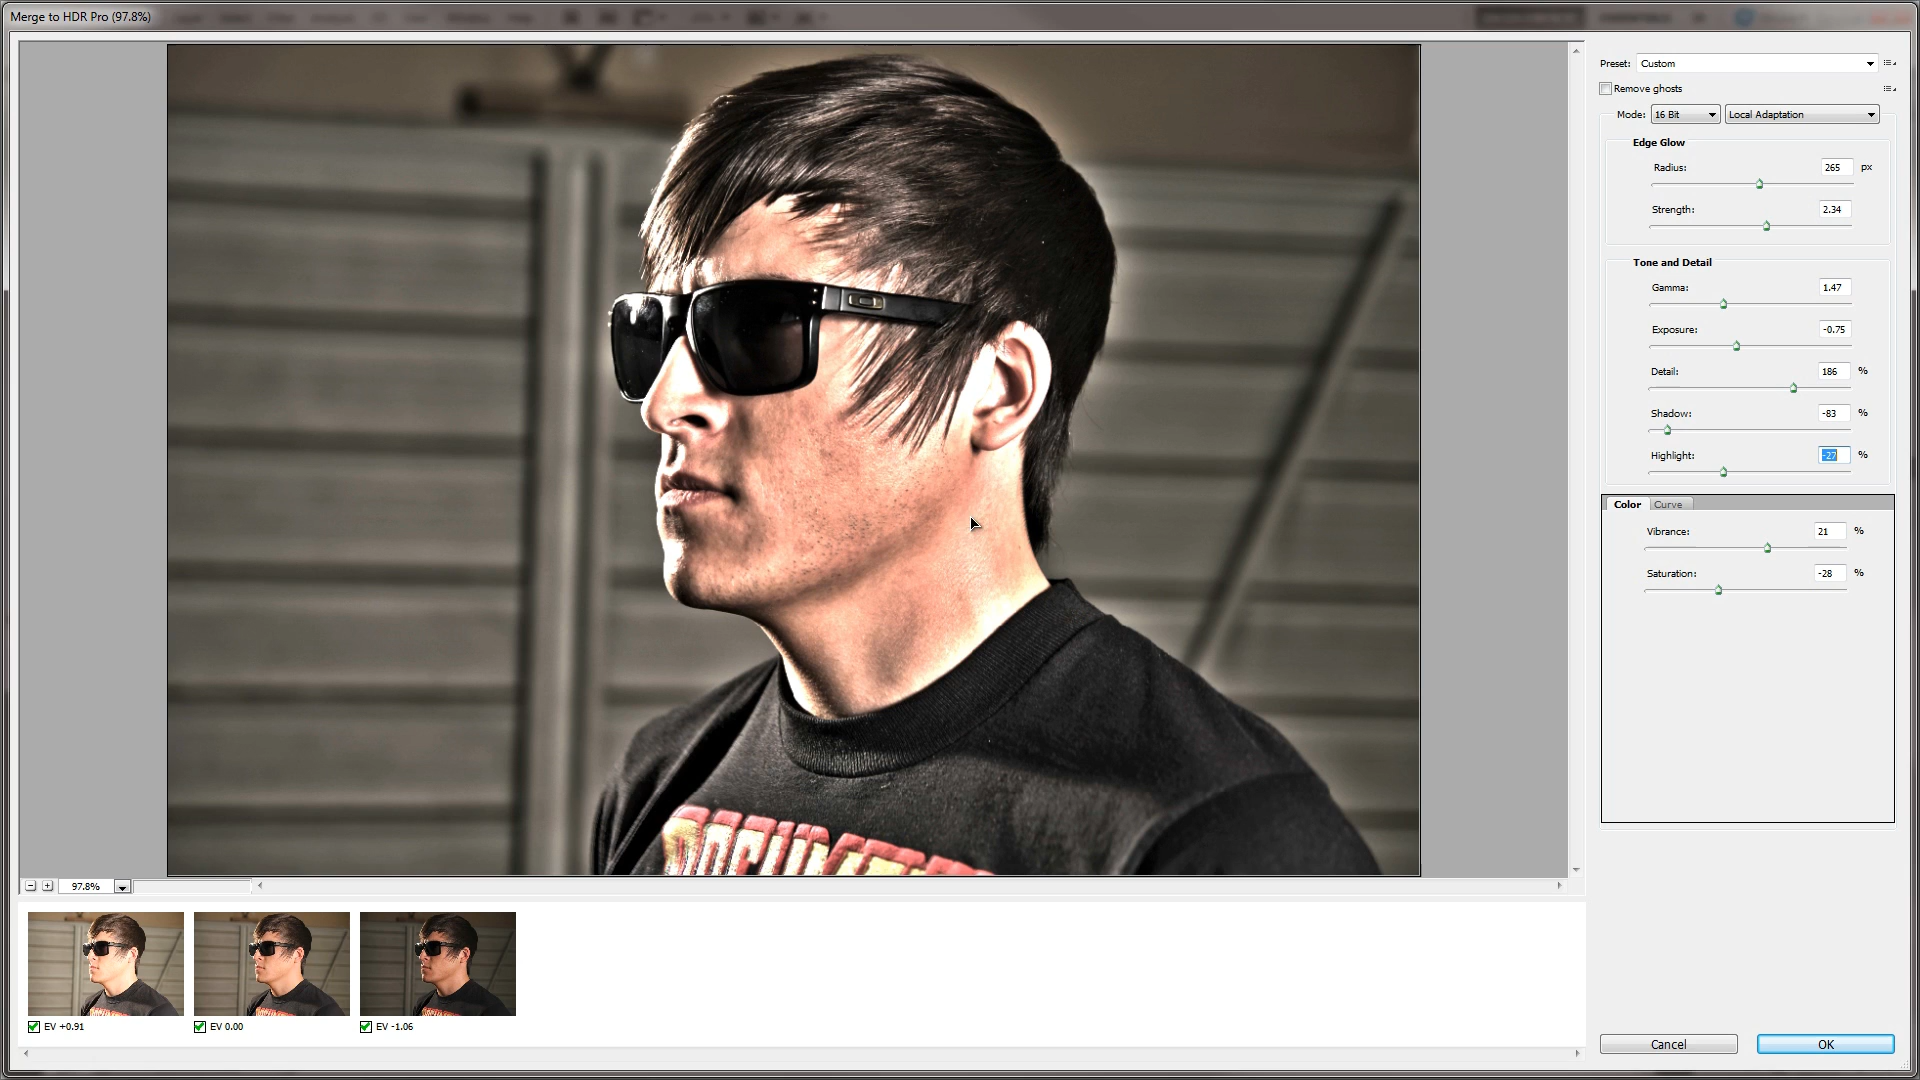 Merge to HDR Pro (97.8%)
Preset: Custom
Remove ghosts
Mode: 16 Bit Local Adaptation
Edge Glow
Radius: 265 px
Strength: 2.34
Tone and Detail
Gamma: 1.47
Exposure: -0.75
Detail: 186 %
Shadow: -83 %
Highlight: -27 %
Color Curve
Vibrance: 21 %
Saturation: -28 %
97.8%
EV +0.91 EV 0.00 EV -1.06
Cancel OK